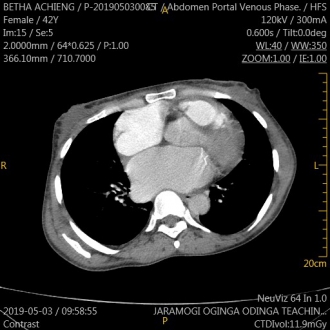 BETHA ACHIENG / P-2019050300
/ Abdomen Portal Venous Phase. / HFS
A
Female / 42Y
120kV / 300mA
Im:15 / Se:5
0.600s / Tilt:0.0deg
2.0000mm / 64*0.625 / P:1.00
WL:40 / WW:350
366.10mm / 710.7000
ZOOM:1.00 / IE:1.00
R
L
20cm
NeuViz 64 In 1.0
2019-05-03 / 09:58:55
JARAMOGI OGINGA ODINGA TEACHIN...
Contrast
P
CTDIvol:11.9mGy